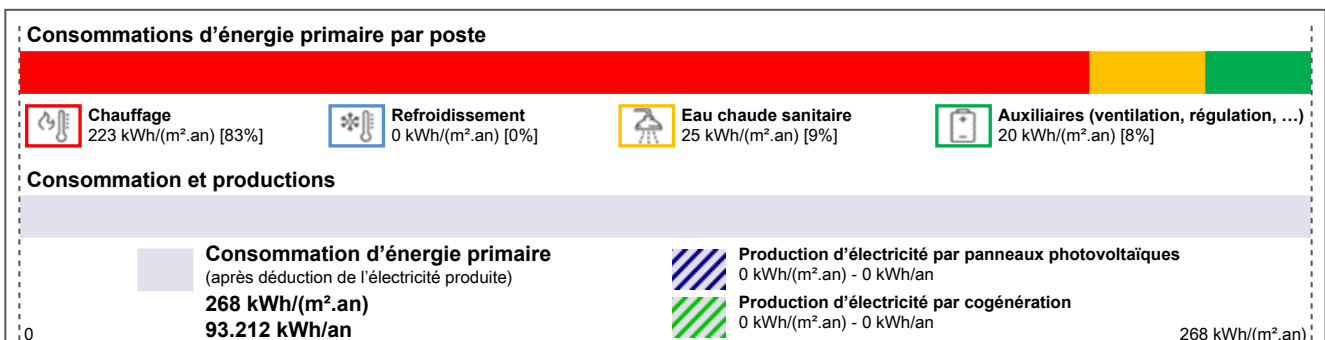 Consommations d'énergie primaire par poste
Chauffage
223 kWh/(m².an) [83%]
Refroidissement
0 kWh/(m².an) [0%]
Eau chaude sanitaire
25 kWh/(m².an) [9%]
Auxiliaires (ventilation, régulation, …)
20 kWh/(m².an) [8%]
Consommation et productions
Consommation d'énergie primaire
(après déduction de l'électricité produite)
268 kWh/(m².an)
93.212 kWh/an
Production d'électricité par panneaux photovoltaïques
0 kWh/(m².an) - 0 kWh/an
Production d'électricité par cogénération
0 kWh/(m².an) - 0 kWh/an
0
268 kWh/(m².an)